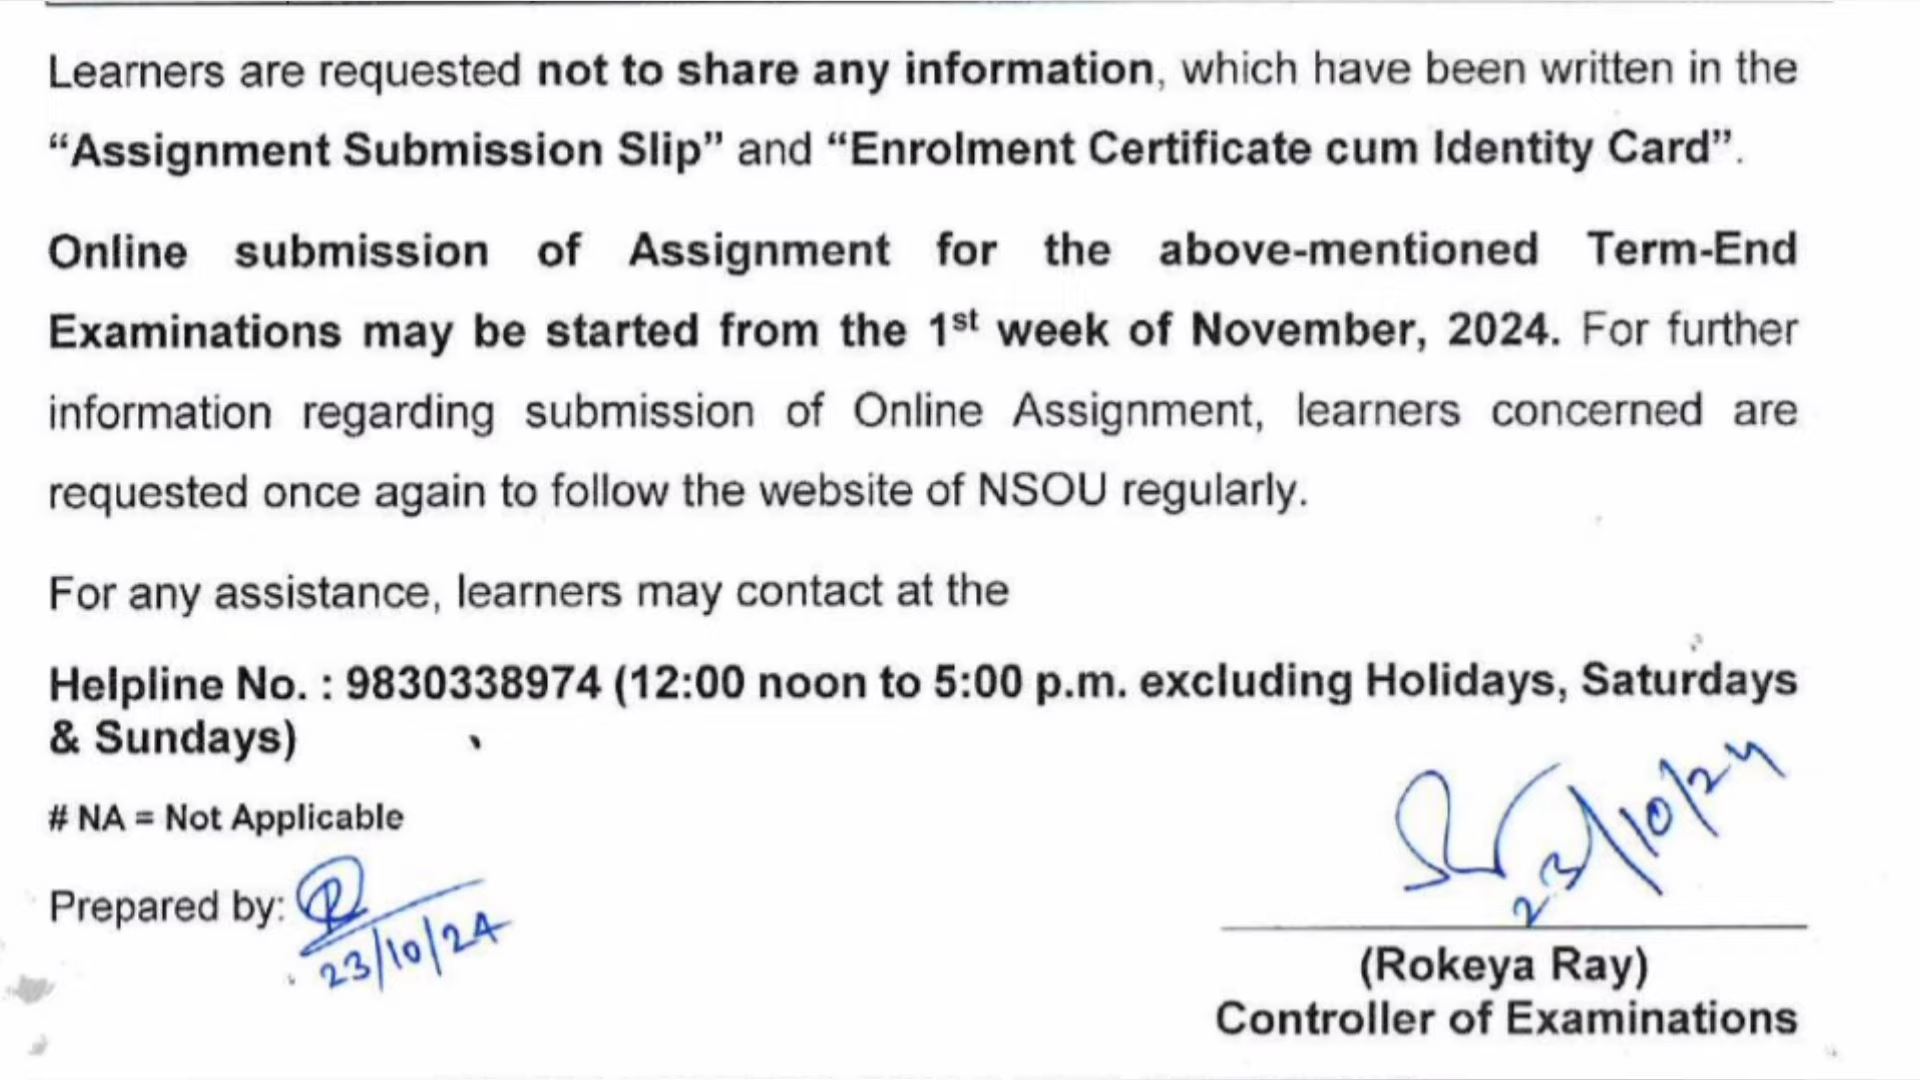 Learners are requested not to share any information, which have been written in the
“Assignment Submission Slip” and “Enrolment Certificate cum Identity Card”.
Online submission of Assignment for the above-mentioned Term-End
Examinations may be started from the 1st week of November, 2024. For further
information regarding submission of Online Assignment, learners concerned are
requested once again to follow the website of NSOU regularly.
For any assistance, learners may contact at the
Helpline No. : 9830338974 (12:00 noon to 5:00 p.m. excluding Holidays, Saturdays
& Sundays)
# NA = Not Applicable
23/10/24
Prepared by:
23/10/24
(Rokeya Ray)
Controller of Examinations